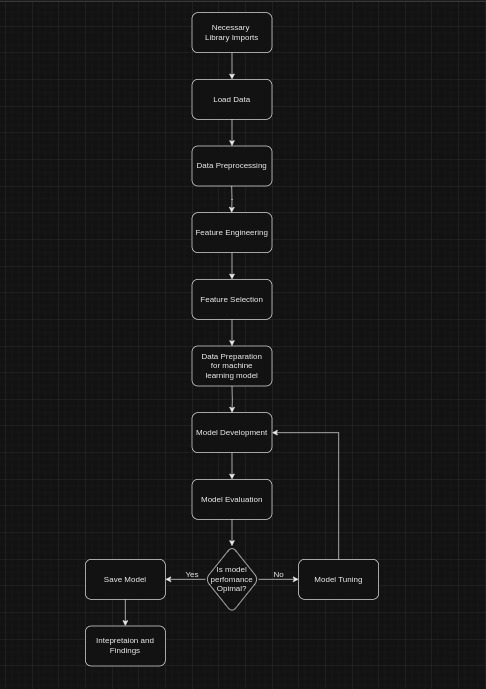 Necessary
Library Imports
Load Data
Data Preprocessing
Feature Engineering
Feature Selection
Data Preparation
for machine
learning model
Model Development
Model Evaluation
Is model
perfomance
Opimal?
Yes
No
Save Model
Model Tuning
Intepretaion and
Findings